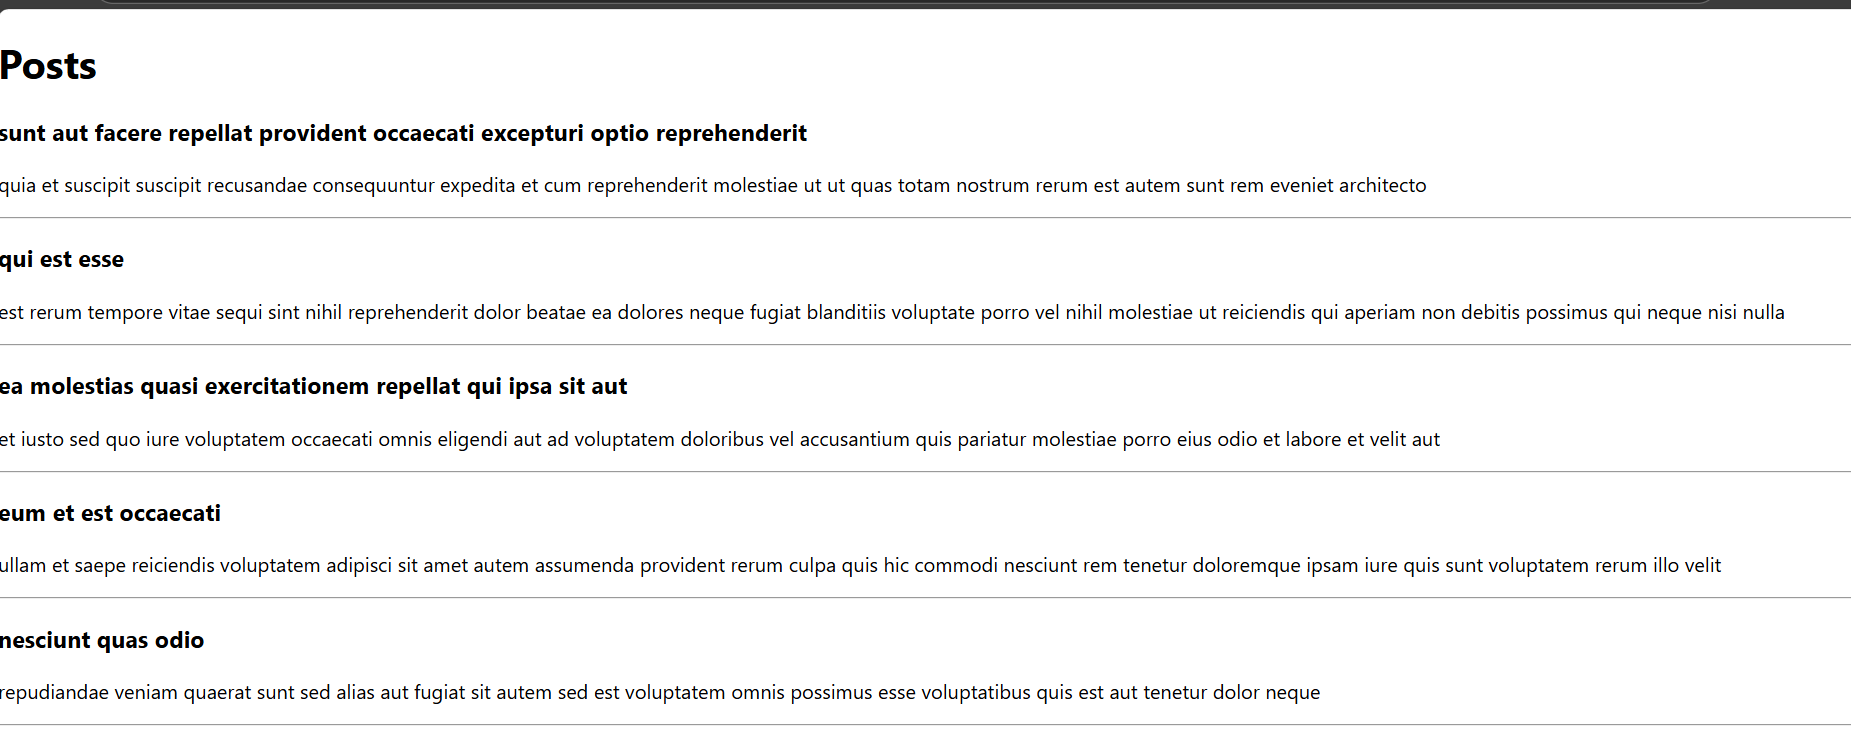 Posts
sunt aut facere repellat provident occaecati excepturi optio reprehenderit
quia et suscipit suscipit recusandae consequuntur expedita et cum reprehenderit molestiae ut ut quas totam nostrum rerum est autem sunt rem eveniet architecto
qui est esse
est rerum tempore vitae sequi sint nihil reprehenderit dolor beatae ea dolores neque fugiat blanditiis voluptate porro vel nihil molestiae ut reiciendis qui aperiam non debitis possimus qui neque nisi nulla
ea molestias quasi exercitationem repellat qui ipsa sit aut
et iusto sed quo iure voluptatem occaecati omnis eligendi aut ad voluptatem doloribus vel accusantium quis pariatur molestiae porro eius odio et labore et velit aut
eum et est occaecati
ullam et saepe reiciendis voluptatem adipisci sit amet autem assumenda provident rerum culpa quis hic commodi nesciunt rem tenetur doloremque ipsam iure quis sunt voluptatem rerum illo velit
nesciunt quas odio
repudiandae veniam quaerat sunt sed alias aut fugiat sit autem sed est voluptatem omnis possimus esse voluptatibus quis est aut tenetur dolor neque